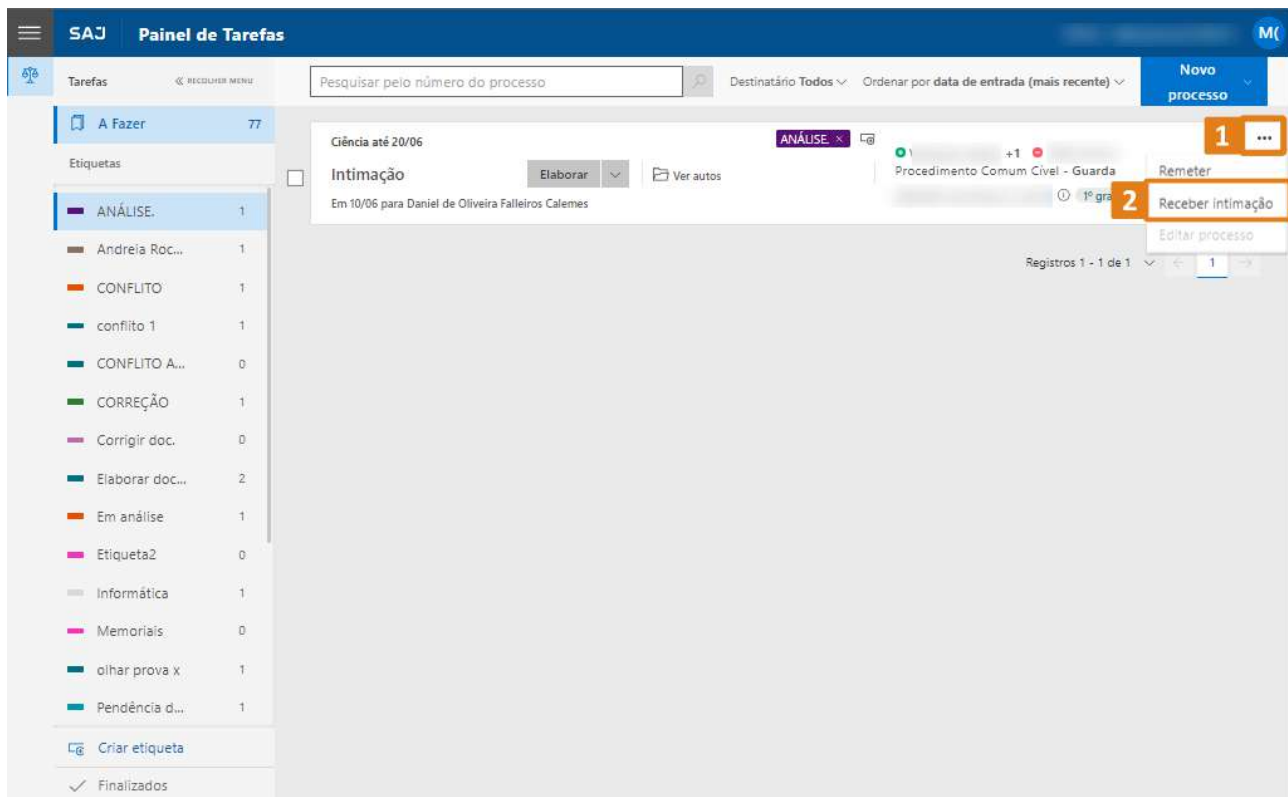 SAJ Painel de Tarefas M(
Tarefas RECOLHER MENU
Pesquisar pelo número do processo
Destinatário Todos
Ordenar por data de entrada (mais recente)
Novo
processo
A Fazer 77
Etiquetas
ANÁLISE. 1
Andreia Roc... 1
CONFLITO 1
conflito 1 1
CONFLITO A... 0
CORREÇÃO 1
Corrigir doc. 0
Elaborar doc... 2
Em análise 1
Etiqueta2 0
Informática 1
Memoriais 0
olhar prova x 1
Pendência d... 1
Criar etiqueta
Finalizados
Ciência até 20/06
ANÁLISE. ×
Intimação
Elaborar
Ver autos
Em 10/06 para Daniel de Oliveira Falleiros Calemes
+1
Procedimento Comum Cível - Guarda
1º gra
1 ...
Remeter
2 Receber intimação
Editar processo
Registros 1 - 1 de 1
1